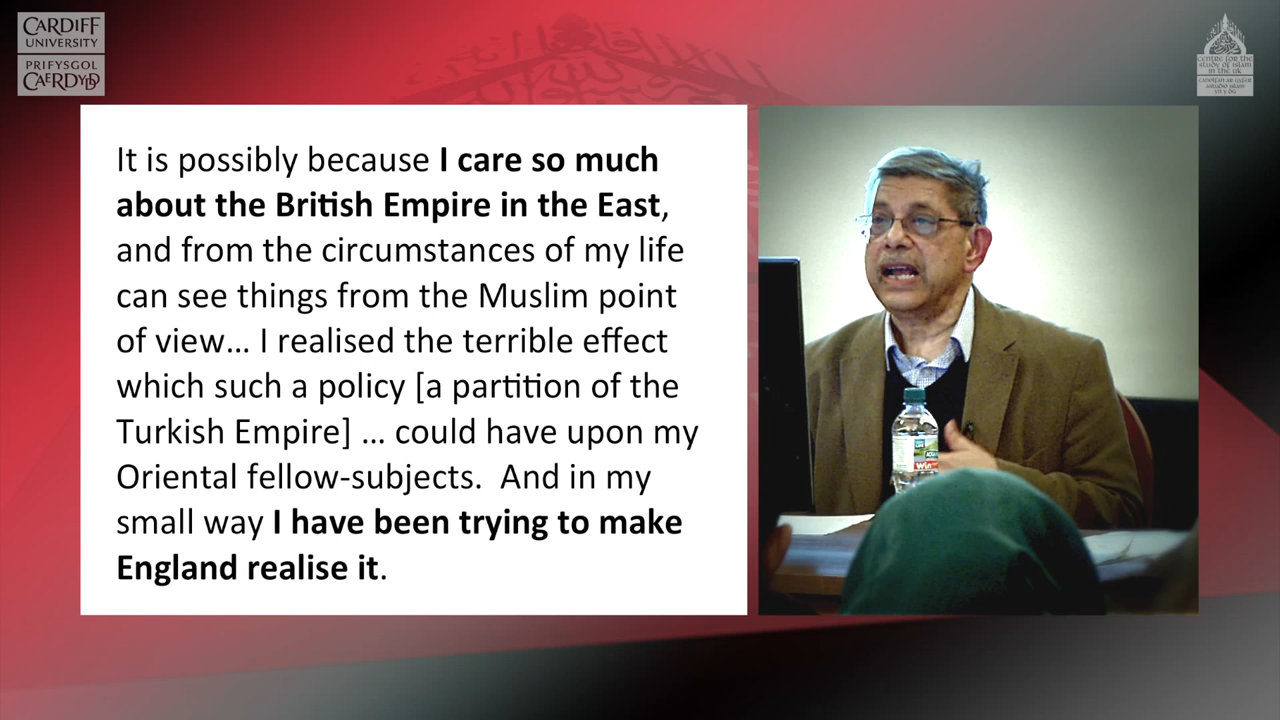 CARDIFF
UNIVERSITY
PRIFYSGOL
CAERDYDD
CENTRE FOR THE
STUDY OF ISLAM
IN THE UK
It is possibly because I care so much
about the British Empire in the East,
and from the circumstances of my life
can see things from the Muslim point
of view... I realised the terrible effect
which such a policy [a partition of the
Turkish Empire] ... could have upon my
Oriental fellow-subjects.  And in my
small way I have been trying to make
England realise it.
Win